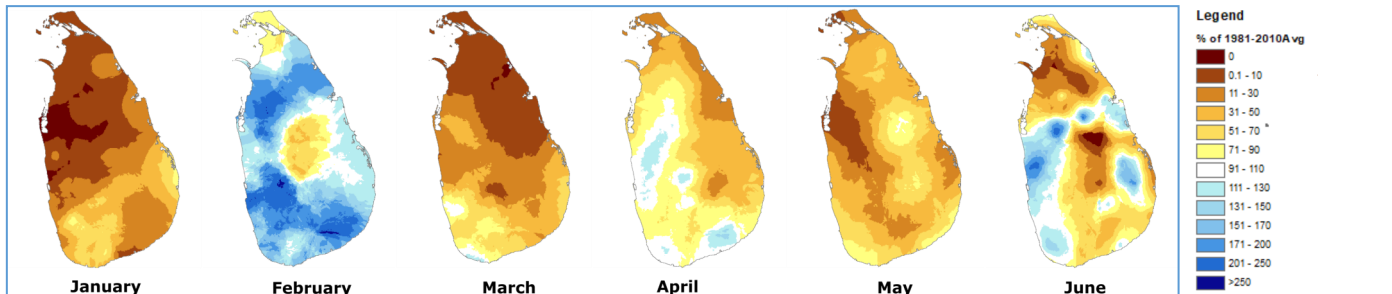 January
February
March
April
May
June
Legend
% of 1981-2010Avg
0
0.1 - 10
11 - 30
31 - 50
51 - 70
71 - 90
91 - 110
111 - 130
131 - 150
151 - 170
171 - 200
201 - 250
>250